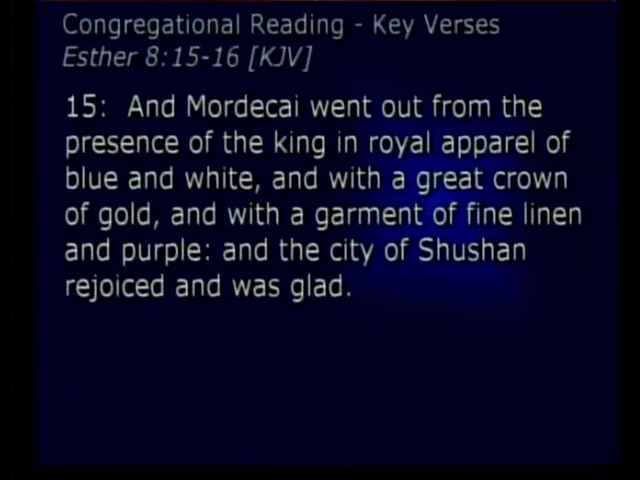 Congregational Reading - Key Verses
Esther 8:15-16 [KJV]
15: And Mordecai went out from the
presence of the king in royal apparel of
blue and white, and with a great crown
of gold, and with a garment of fine linen
and purple: and the city of Shushan
rejoiced and was glad.